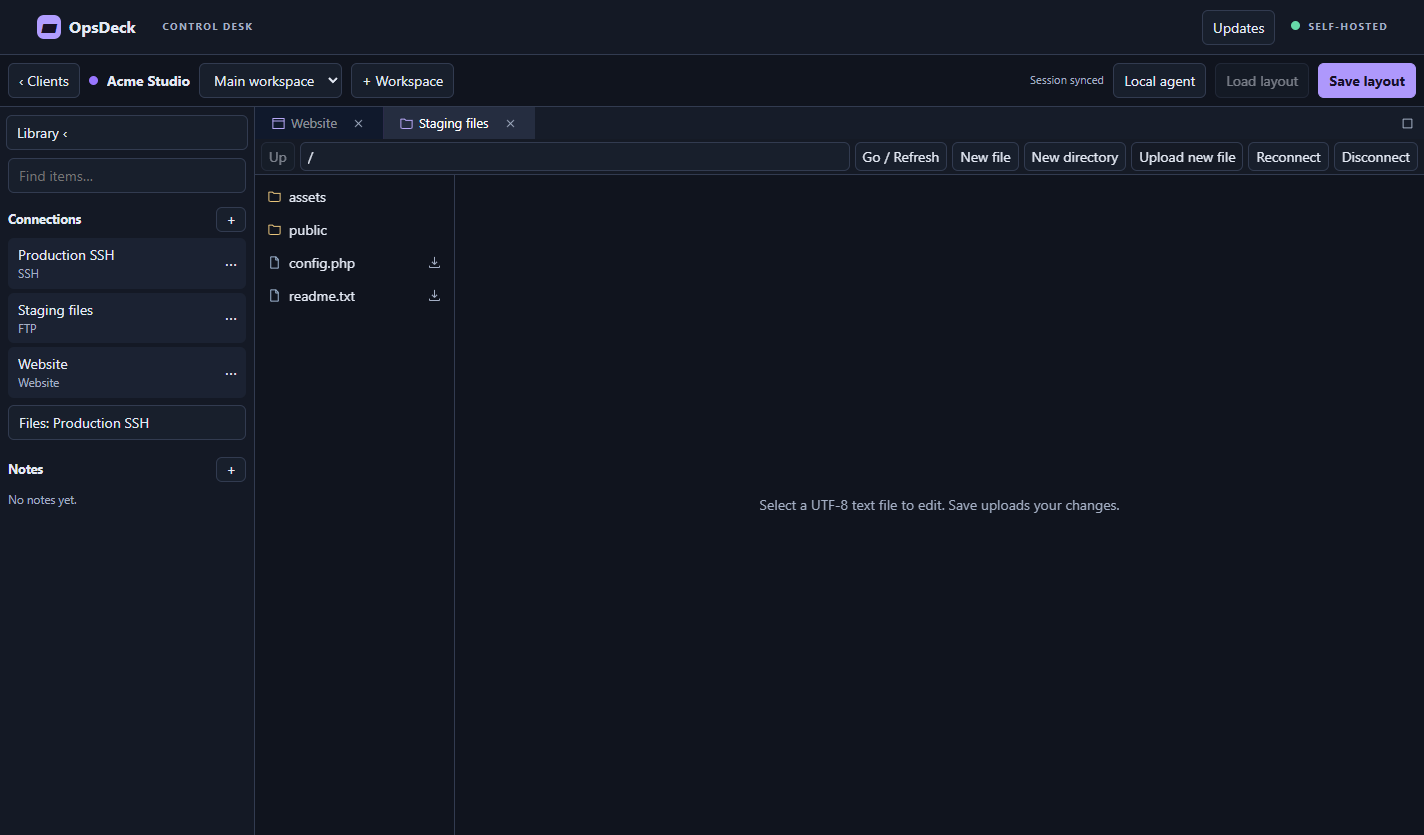 OpsDeck
CONTROL DESK
Updates
SELF-HOSTED
‹ Clients
Acme Studio
Main workspace
+ Workspace
Session synced
Local agent
Load layout
Save layout
Library ‹
Find items...
Connections
+
Production SSH
SSH
...
Staging files
FTP
...
Website
Website
...
Files: Production SSH
Notes
+
No notes yet.
Website ×
Staging files ×
Up
/
Go / Refresh
New file
New directory
Upload new file
Reconnect
Disconnect
assets
public
config.php
readme.txt
Select a UTF-8 text file to edit. Save uploads your changes.